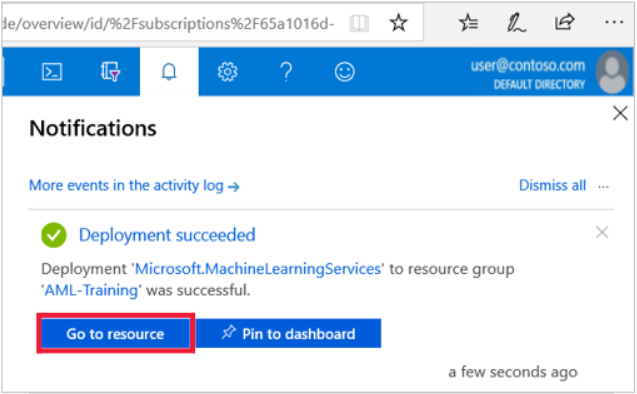 de/overview/id/%2Fsubscriptions%2F65a1016d-
user@contoso.com
DEFAULT DIRECTORY
Notifications
More events in the activity log →
Dismiss all ...
Deployment succeeded
Deployment 'Microsoft.MachineLearningServices' to resource group
'AML-Training' was successful.
Go to resource
Pin to dashboard
a few seconds ago